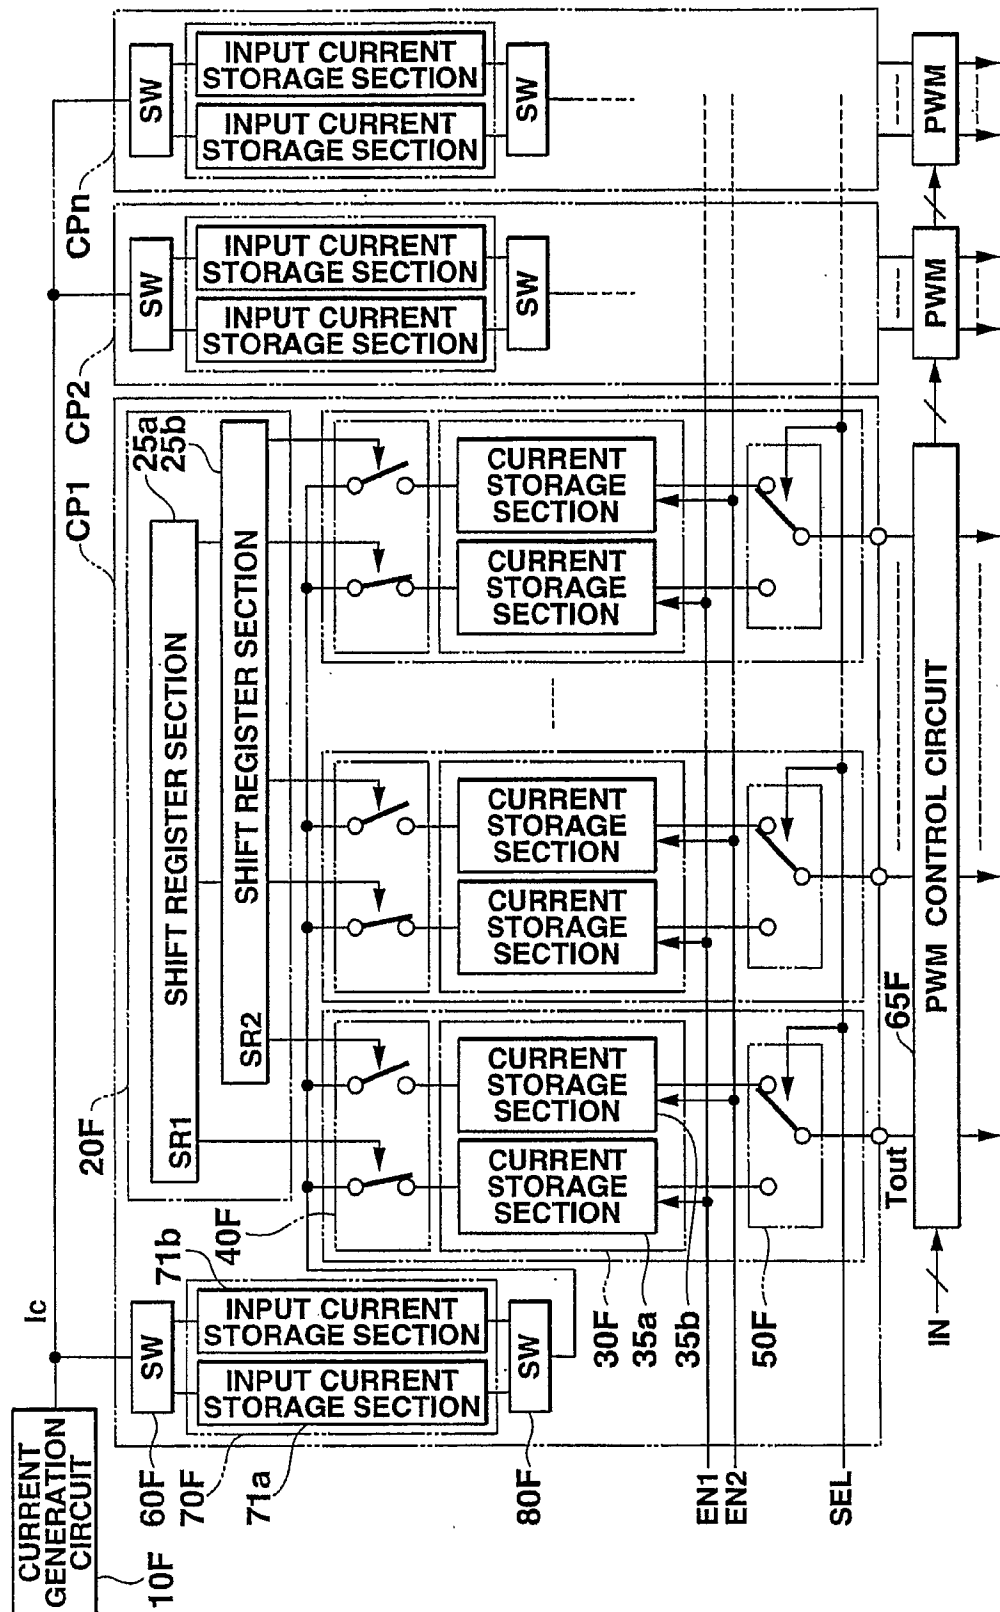 CURRENT
GENERATION
CIRCUIT
10F
Ic
CP1
CP2
CPn
60F
SW
70F
71a
INPUT CURRENT
STORAGE SECTION
71b
INPUT CURRENT
STORAGE SECTION
80F
SW
20F
SR1
SHIFT REGISTER SECTION
25a
SR2
SHIFT REGISTER SECTION
25b
40F
30F
35a
35b
CURRENT
STORAGE
SECTION
CURRENT
STORAGE
SECTION
CURRENT
STORAGE
SECTION
CURRENT
STORAGE
SECTION
CURRENT
STORAGE
SECTION
CURRENT
STORAGE
SECTION
50F
EN1
EN2
SEL
Tout
65F
IN
PWM CONTROL CIRCUIT
SW
INPUT CURRENT
STORAGE SECTION
INPUT CURRENT
STORAGE SECTION
SW
PWM
SW
INPUT CURRENT
STORAGE SECTION
INPUT CURRENT
STORAGE SECTION
SW
PWM